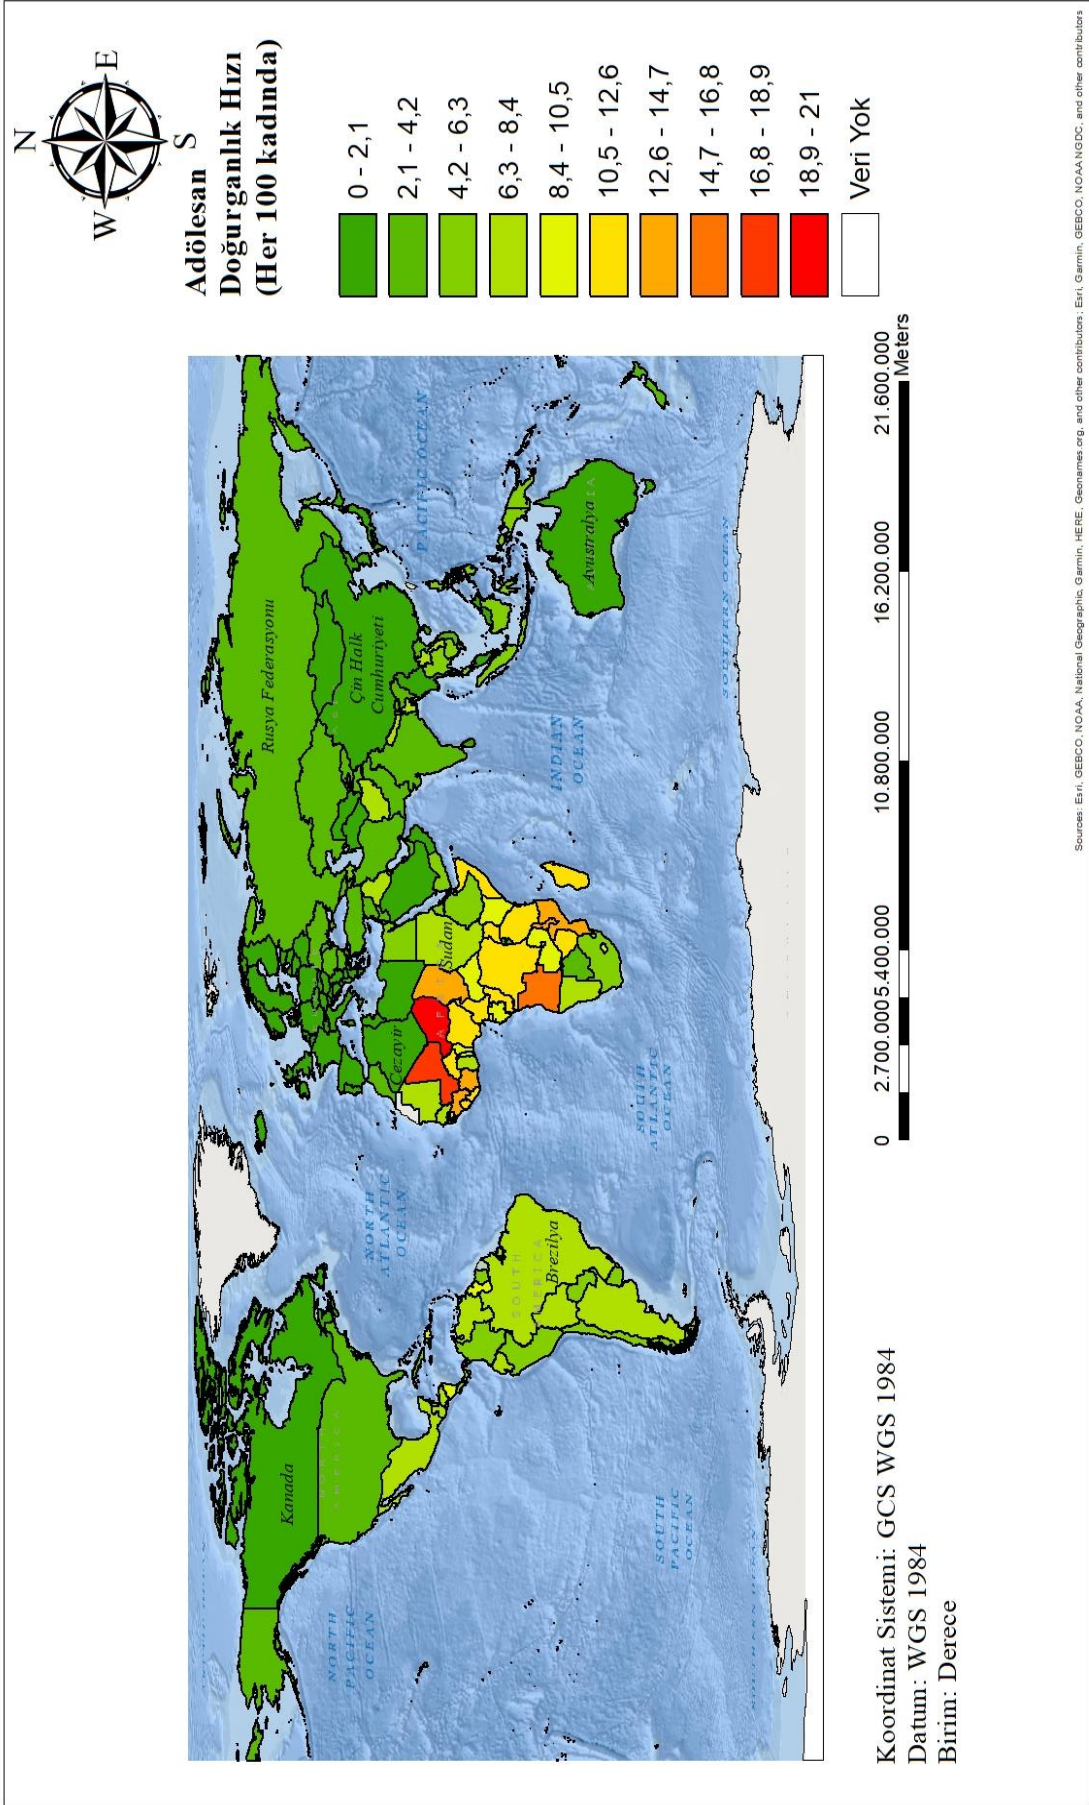 N
W
E
S
Adölesan
Doğurganlık Hızı
(Her 100 kadında)
0 - 2,1
2,1 - 4,2
4,2 - 6,3
6,3 - 8,4
8,4 - 10,5
10,5 - 12,6
12,6 - 14,7
14,7 - 16,8
16,8 - 18,9
18,9 - 21
Veri Yok
Kanada
Rusya Federasyonu
Çin Halk
Cumhuriyeti
Cezayir
Sudan
Brezilya
Avustralya
NORTH
PACIFIC
OCEAN
NORTH
ATLANTIC
OCEAN
PACIFIC OCEAN
INDIAN
OCEAN
SOUTH
ATLANTIC
OCEAN
SOUTH
PACIFIC
OCEAN
SOUTHERN OCEAN
AMERICA
SOUTH
Koordinat Sistemi: GCS WGS 1984
Datum: WGS 1984
Birim: Derece
0 2700.0005.400.000 10.800.000 16.200.000 21.600.000
Meters
Sources: Esri, GEBCO, NOAA, National Geographic, Garmin, HERE, Geonames.org, and other contributors; Esri, Garmin, GEBCO, NOAA NGDC, and other contributors